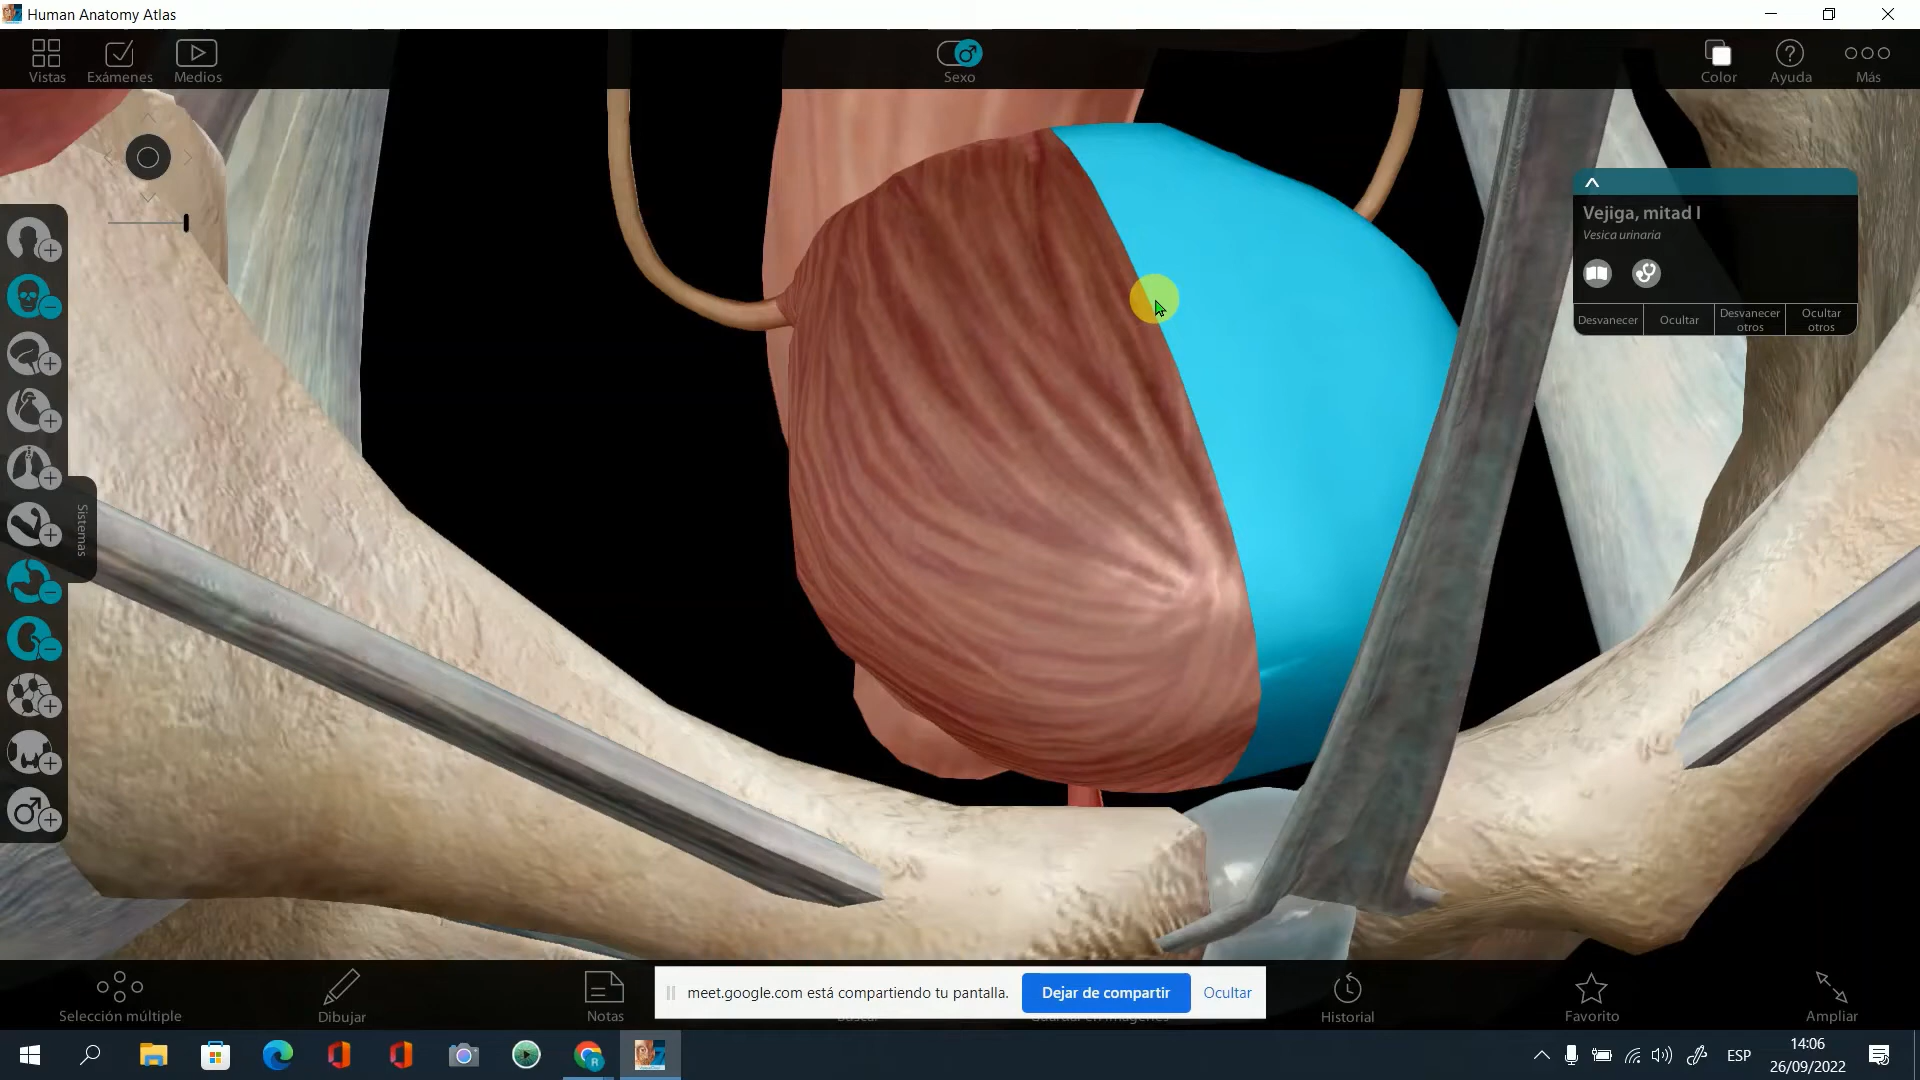 Human Anatomy Atlas
Vistas
Exámenes
Medios
Sexo
Color
Ayuda
Más
Vejiga, mitad I
Vesica urinaria
Desvanecer
Ocultar
Desvanecer otros
Ocultar otros
Sistemas
Selección múltiple
Dibujar
Notas
meet.google.com está compartiendo tu pantalla.
Dejar de compartir
Ocultar
Historial
Favorito
Ampliar
ESP
14:06
26/09/2022